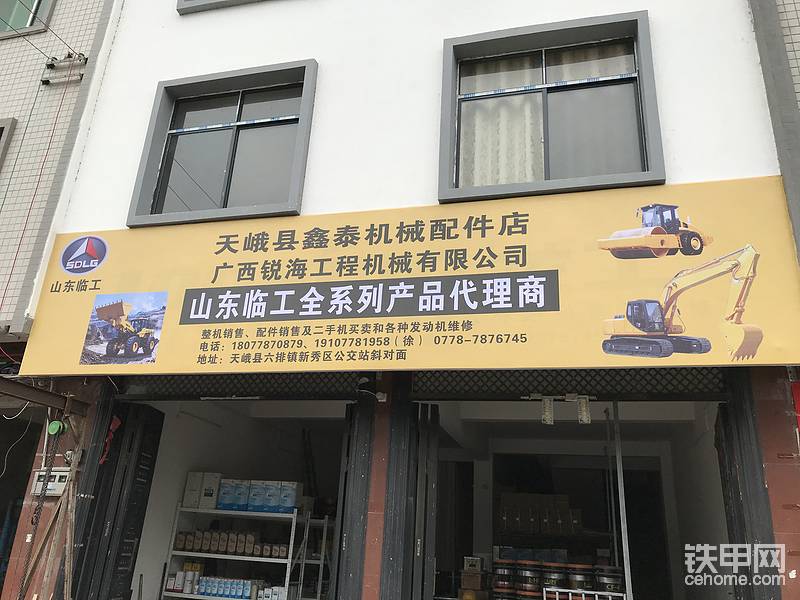 天峨县鑫泰机械配件店
广西锐海工程机械有限公司
SDLG
山东临工
山东临工全系列产品代理商
整机销售、配件销售及二手机买卖和各种发动机维修
电话：18077870879、19107781958（徐） 0778-7876745
地址：天峨县六排镇新秀区公交站斜对面
铁甲网
cehome.com